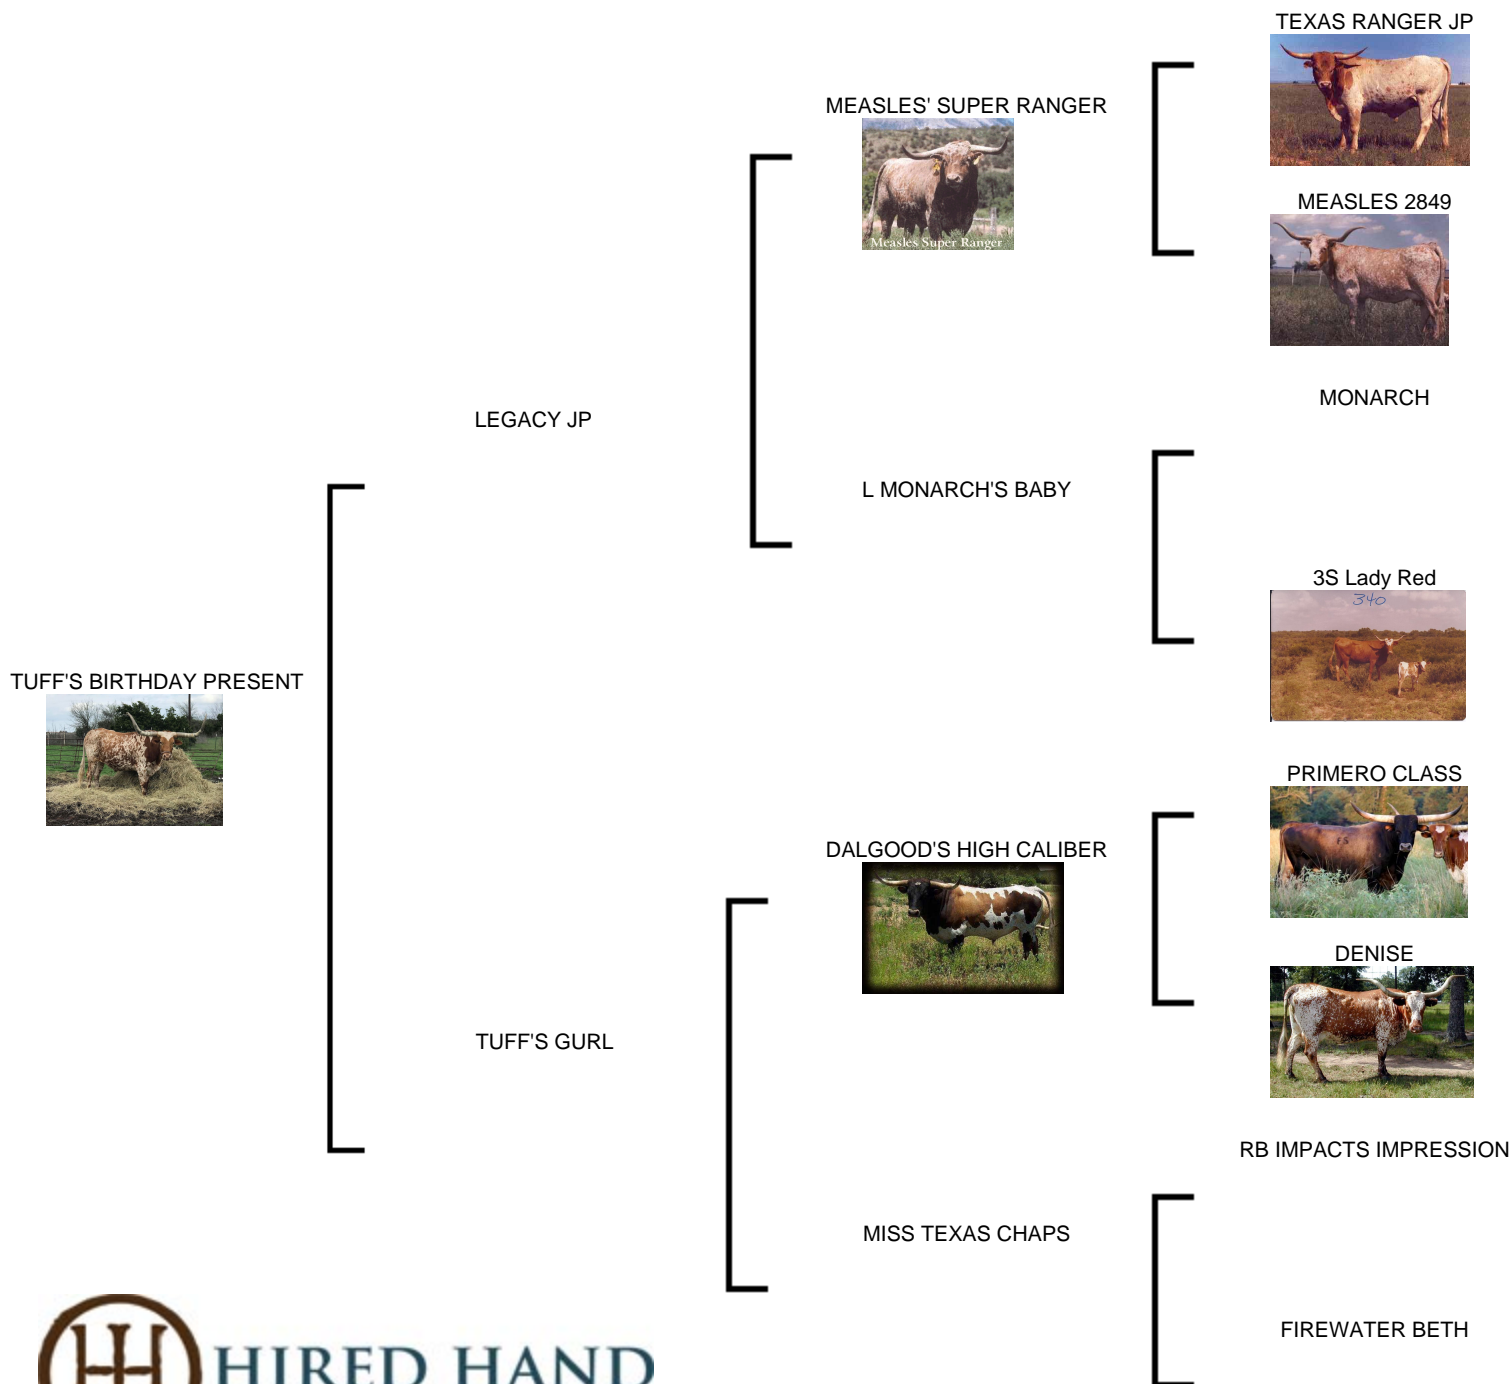 TEXAS RANGER JP
MEASLES' SUPER RANGER
Measles Super Ranger
MEASLES 2849
MONARCH
LEGACY JP
L MONARCH'S BABY
3S Lady Red
340
TUFF'S BIRTHDAY PRESENT
PRIMERO CLASS
DALGOOD'S HIGH CALIBER
DENISE
TUFF'S GURL
RB IMPACTS IMPRESSION
MISS TEXAS CHAPS
FIREWATER BETH
HIRED HAND